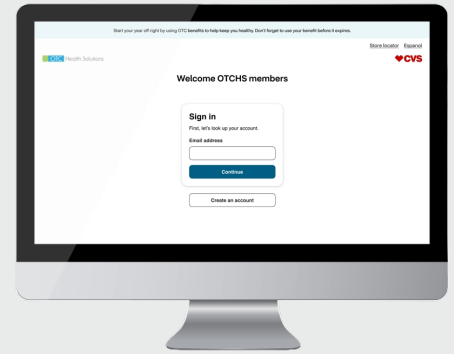 Start your year off right by using OTC benefits to help keep you healthy. Don't forget to use your benefit before it expires.
Store locator Espanol
OTC Health Solutions
CVS
Welcome OTCHS members
Sign in
First, let's look up your account.
Email address
Continue
Create an account